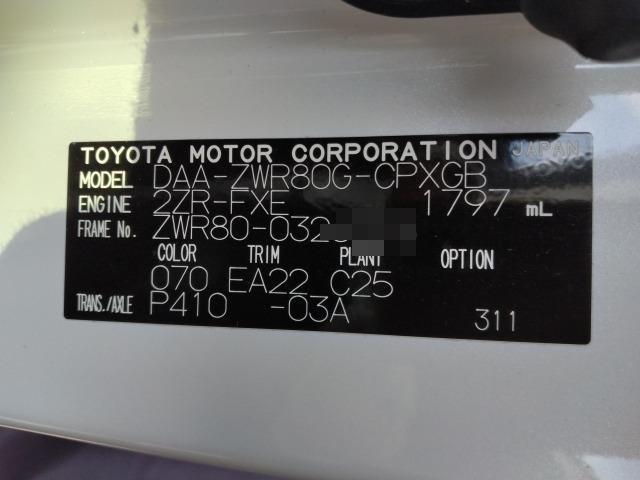 TOYOTA MOTOR CORPORATION JAPAN
MODEL DAA-ZWR80G-CPXGB
ENGINE 2ZR-FXE 1797 mL
FRAME No. ZWR80-032
COLOR TRIM PLANT OPTION
070 EA22 C25
TRANS./AXLE P410 -03A
311